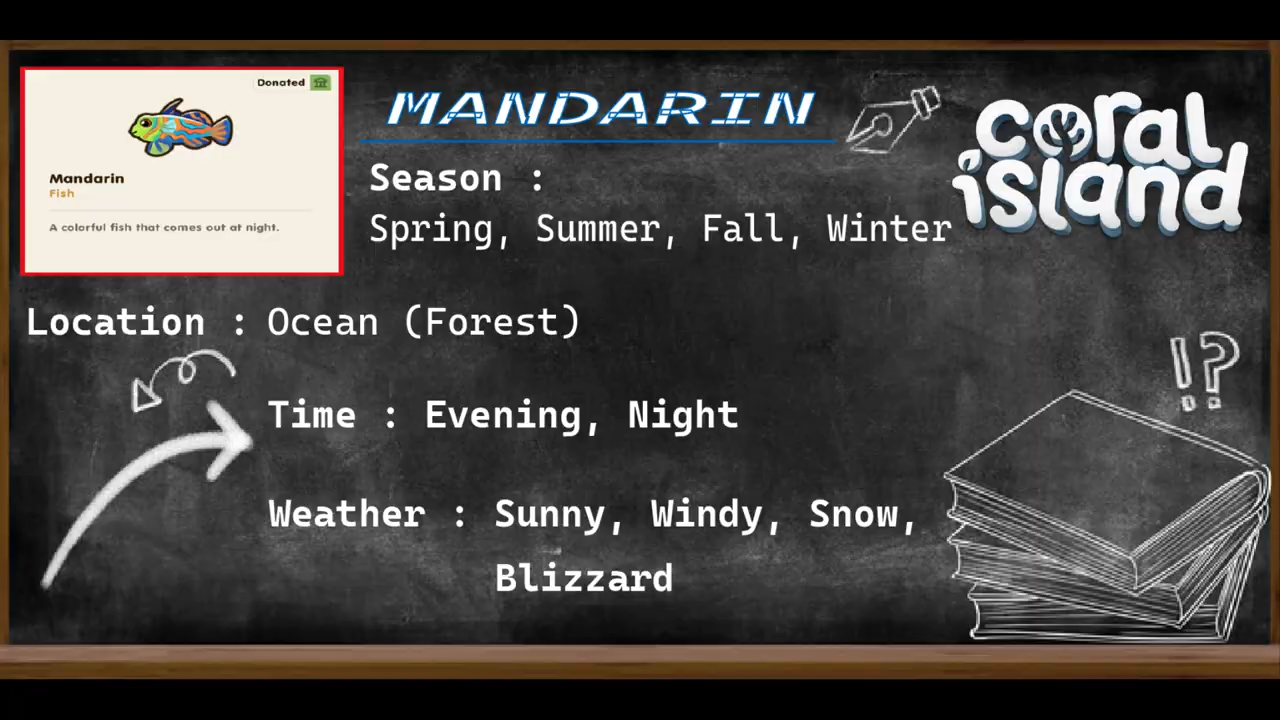 Donated
Mandarin
Fish
A colorful fish that comes out at night.
MANDARIN
coral
island
Season :
Spring, Summer, Fall, Winter
Location : Ocean (Forest)
!?
Time : Evening, Night
Weather : Sunny, Windy, Snow,
Blizzard